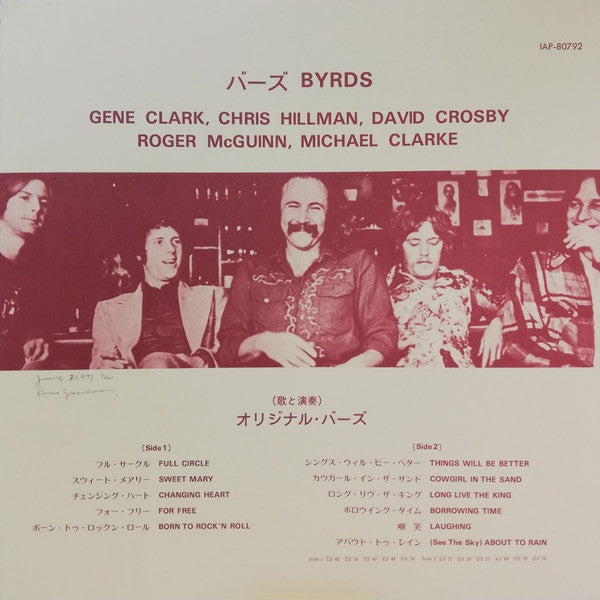 IAP-80792
バーズ BYRDS
GENE CLARK, CHRIS HILLMAN, DAVID CROSBY
ROGER McGUINN, MICHAEL CLARKE
(歌と演奏)
オリジナル・バーズ
〔Side 1〕
フル・サークル FULL CIRCLE
スウィート・メアリー SWEET MARY
チェンジング・ハート CHANGING HEART
フォー・フリー FOR FREE
ボーン・トゥ・ロックン・ロール BORN TO ROCK'N ROLL
〔Side 2〕
シングス・ウィル・ビー・ベター THINGS WILL BE BETTER
カウガール・イン・ザ・サンド COWGIRL IN THE SAND
ロング・リヴ・ザ・キング LONG LIVE THE KING
ボロウイング・タイム BORROWING TIME
嘲笑 LAUGHING
アバウト・トゥ・レイン (See The Sky) ABOUT TO RAIN